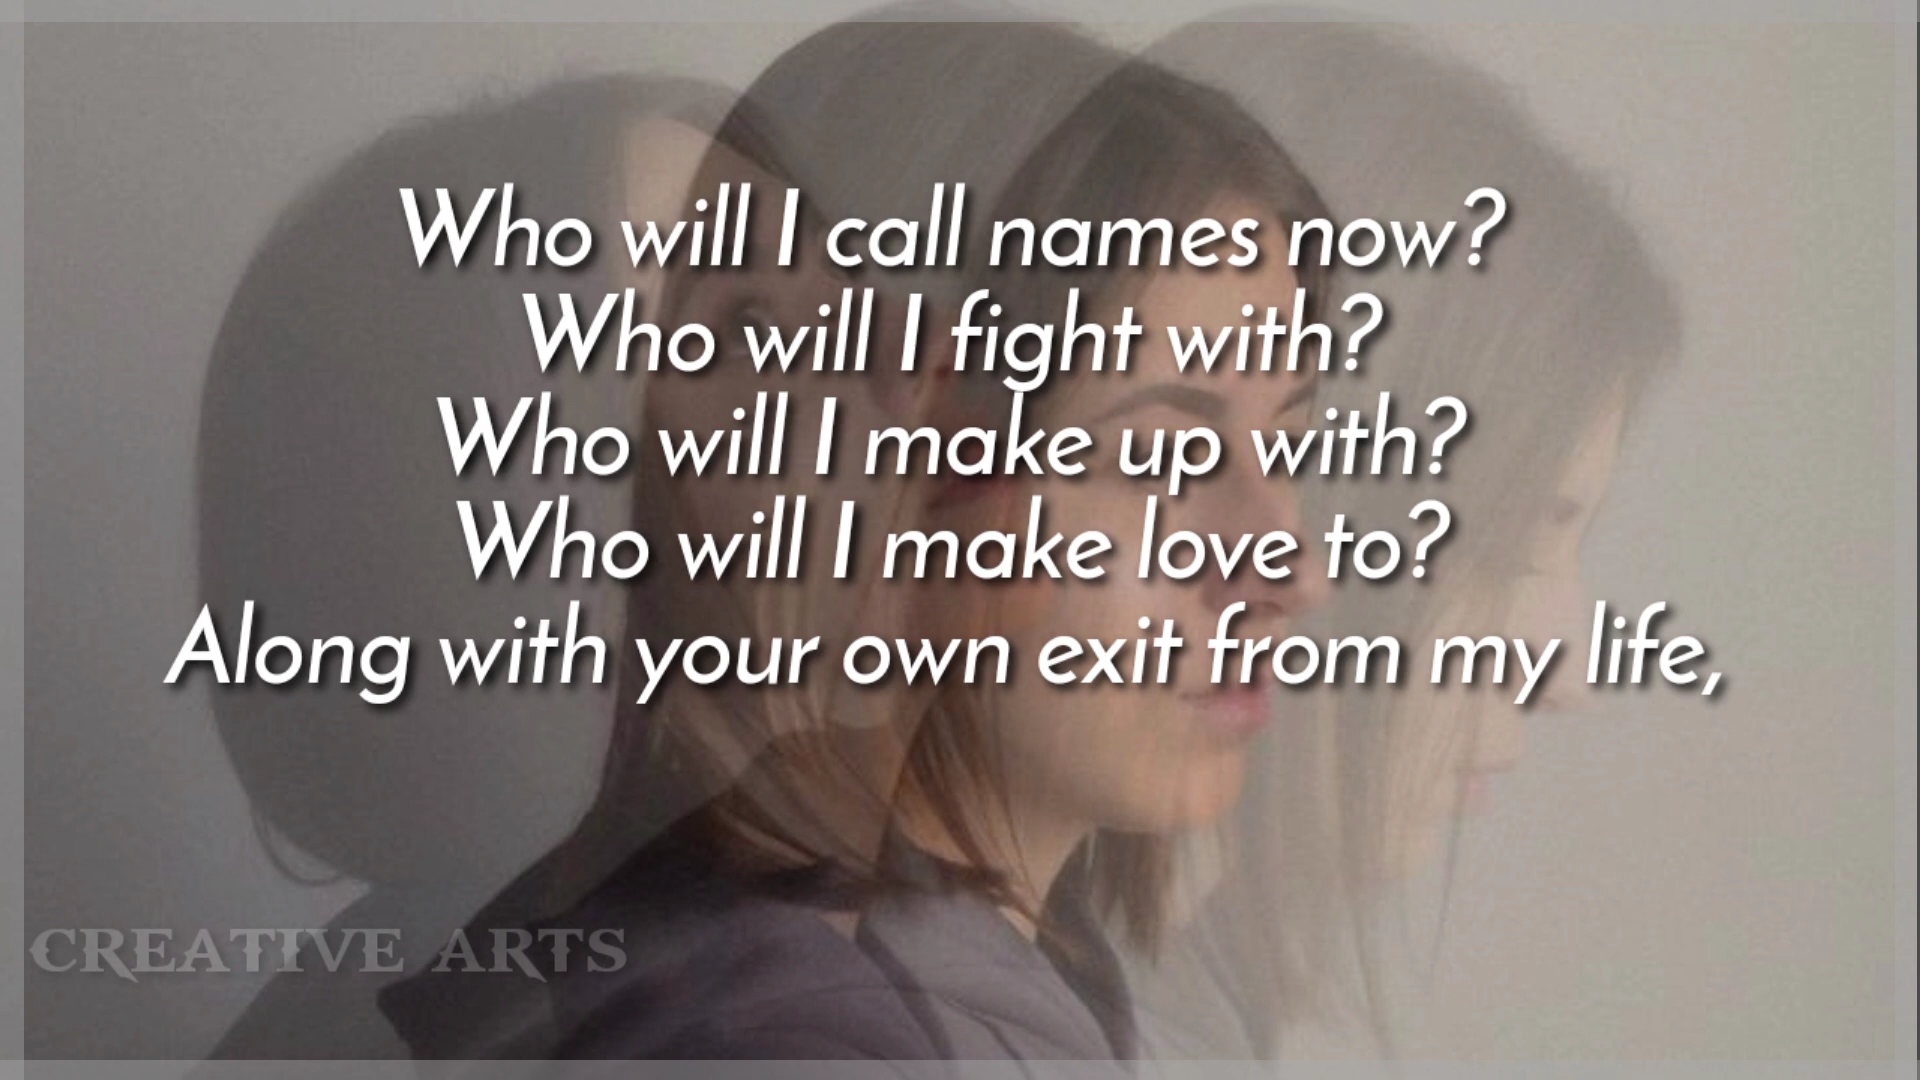 Who will I call names now?
Who will I fight with?
Who will I make up with?
Who will I make love to?
Along with your own exit from my life,
CREATIVE ARTS